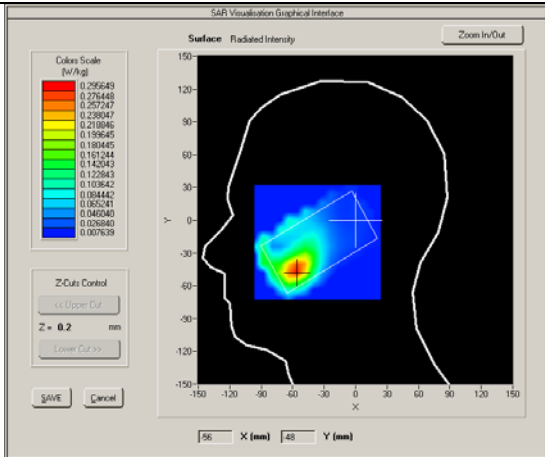 SAR Visualisation Graphical Interface
Surface Radiated Intensity
Zoom In/Out
Colors Scale
(W/kg)
0.295649
0.276448
0.257247
0.238047
0.218846
0.199645
0.180445
0.161244
0.142043
0.122843
0.103642
0.084442
0.065241
0.046040
0.026840
0.007639
Z-Cuts Control
<< Upper Cut
Z = 0.2 mm
Lower Cut >>
SAVE Cancel
Y
150-
120-
90-
60-
30-
0-
-30-
-60-
-90-
-120-
-150-
-150 -120 -90 -60 -30 0 30 60 90 120 150
X
-56 X (mm) -48 Y (mm)